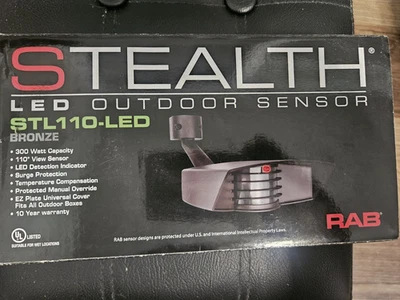 STEALTH®
LED OUTDOOR SENSOR
STL110-LED
BRONZE
• 300 Watt Capacity
• 110° View Sensor
• LED Detection Indicator
• Surge Protection
• Temperature Compensation
• Protected Manual Override
• EZ Plate Universal Cover
Fits All Outdoor Boxes
• 10 Year warranty
UL LISTED
SUITABLE FOR WET LOCATIONS
RAB sensor designs are protected under U.S. and International Intellectual Property Laws.
RAB